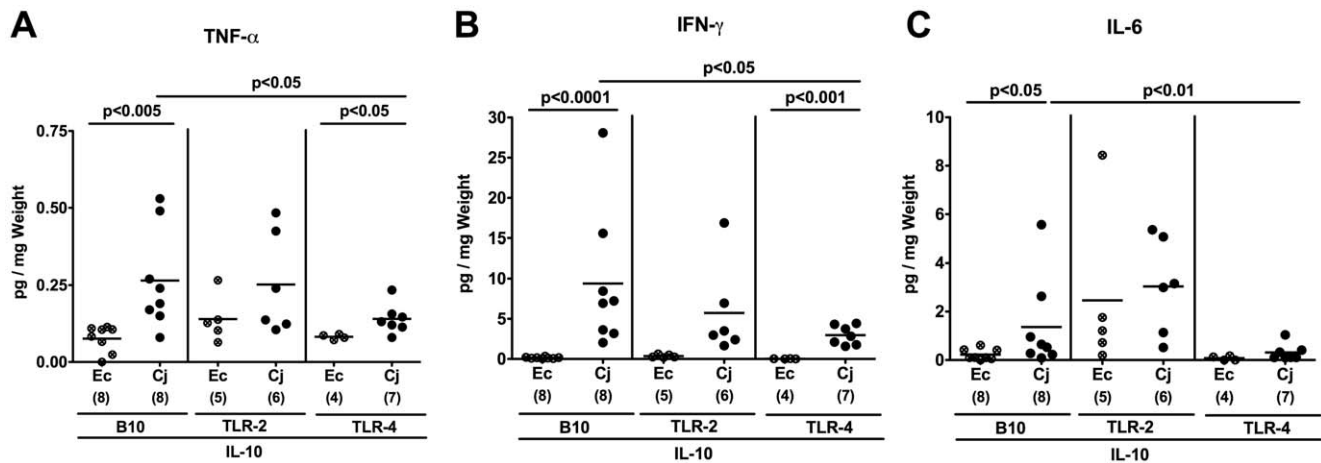 A
TNF-α
p<0.05
p<0.005
p<0.05
0.75
0.50
0.25
0.00
pg / mg Weight
Ec Cj Ec Cj Ec Cj
(8) (8) (5) (6) (4) (7)
B10 TLR-2 TLR-4
IL-10
B
IFN-γ
p<0.05
p<0.0001
p<0.001
30
25
20
15
10
5
0
pg / mg Weight
Ec Cj Ec Cj Ec Cj
(8) (8) (5) (6) (4) (7)
B10 TLR-2 TLR-4
IL-10
C
IL-6
p<0.05 p<0.01
10
8
6
4
2
0
pg / mg Weight
Ec Cj Ec Cj Ec Cj
(8) (8) (5) (6) (4) (7)
B10 TLR-2 TLR-4
IL-10